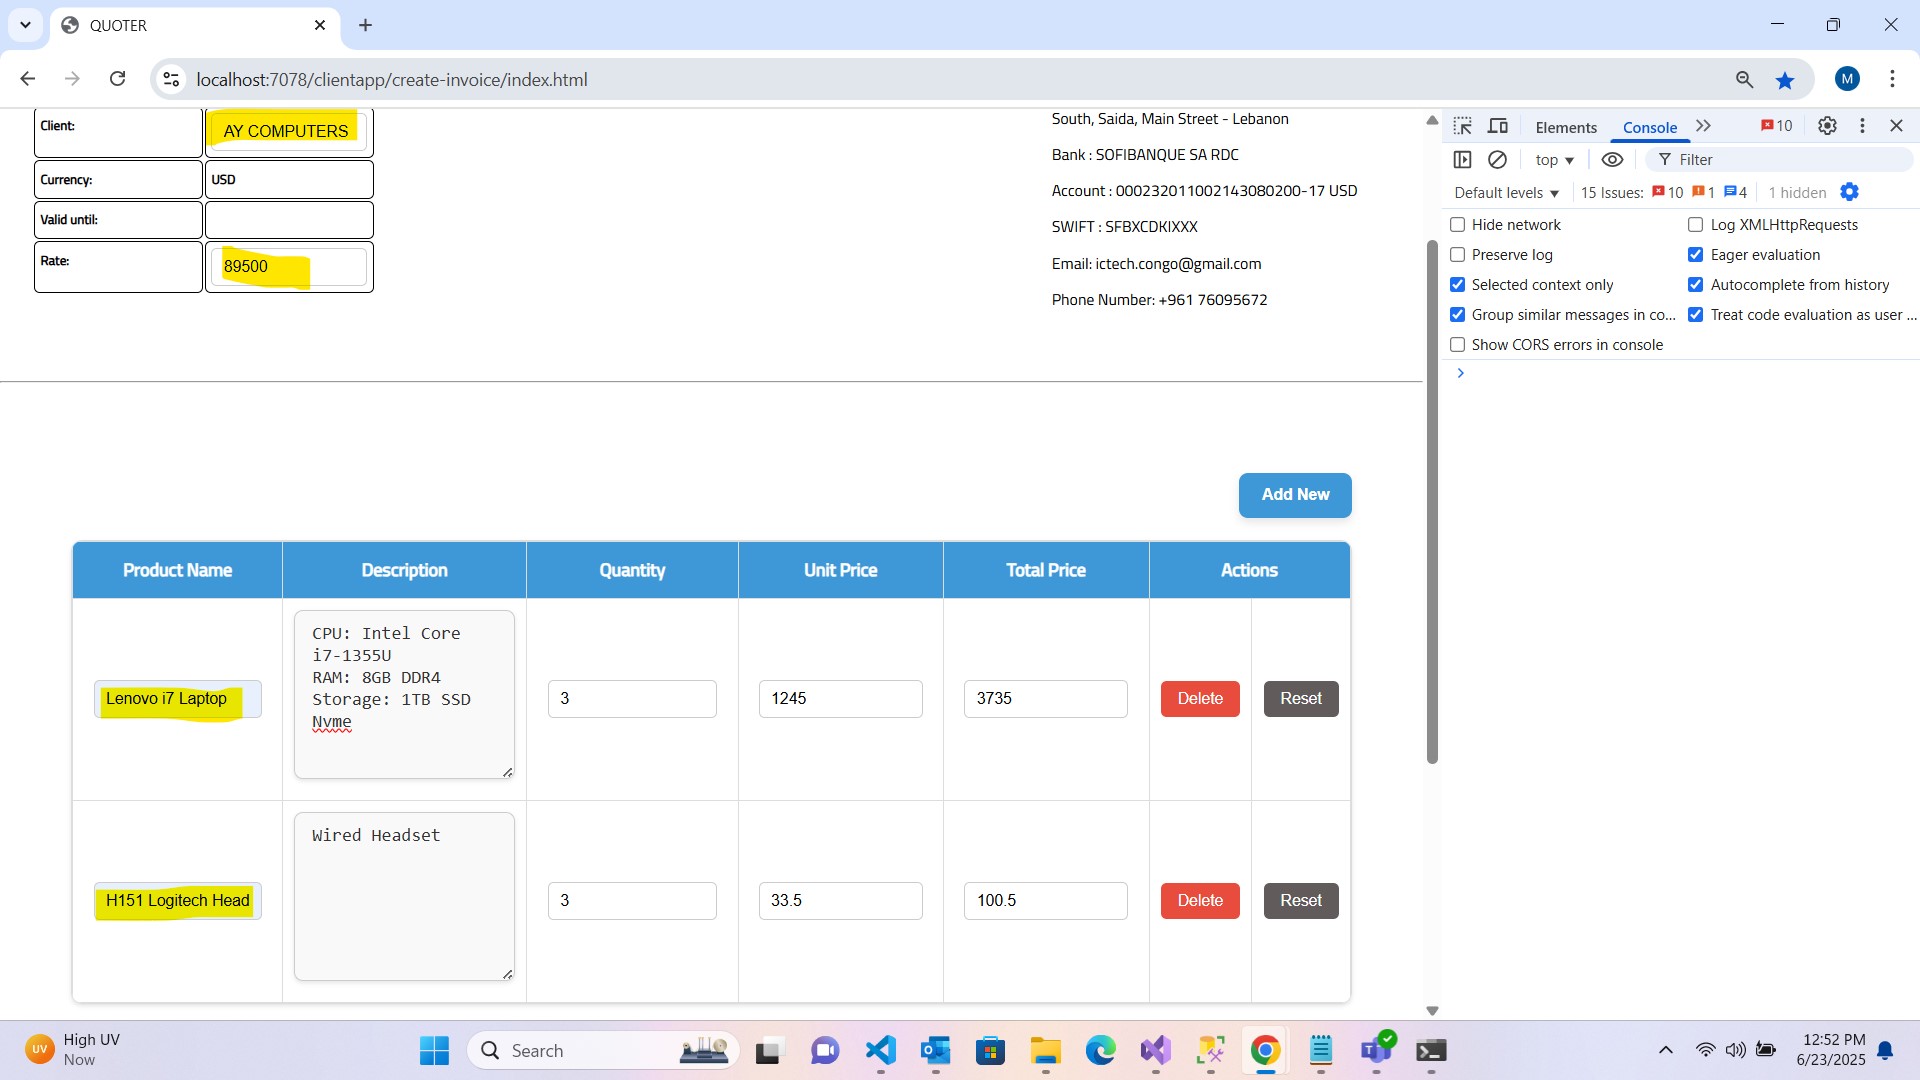 QUOTER
localhost:7078/clientapp/create-invoice/index.html
M
Client:
AY COMPUTERS
Currency:
USD
Valid until:
Rate:
89500
South, Saida, Main Street - Lebanon
Bank : SOFIBANQUE SA RDC
Account : 000232011002143080200-17 USD
SWIFT : SFBXCDKIXXX
Email: ictech.congo@gmail.com
Phone Number: +961 76095672
Add New
Product Name Description Quantity Unit Price Total Price Actions
Lenovo i7 Laptop
CPU: Intel Core
i7-1355U
RAM: 8GB DDR4
Storage: 1TB SSD
Nvme
3
1245
3735
Delete
Reset
H151 Logitech Head
Wired Headset
3
33.5
100.5
Delete
Reset
Elements Console 10
top Filter
Default levels 15 Issues: 10 1 4 1 hidden
Hide network Log XMLHttpRequests
Preserve log Eager evaluation
Selected context only Autocomplete from history
Group similar messages in co... Treat code evaluation as user ...
Show CORS errors in console
UV
High UV
Now
Search
12:52 PM
6/23/2025